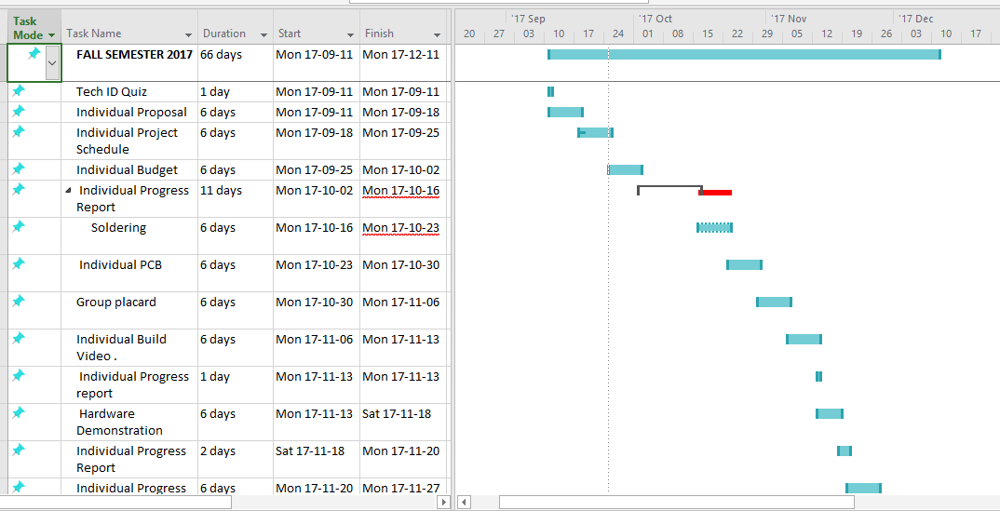 Task Mode Task Name Duration Start Finish
'17 Sep '17 Oct '17 Nov '17 Dec
20 27 03 10 17 24 01 08 15 22 29 05 12 19 26 03 10 17
FALL SEMESTER 2017 66 days Mon 17-09-11 Mon 17-12-11
Tech ID Quiz 1 day Mon 17-09-11 Mon 17-09-11
Individual Proposal 6 days Mon 17-09-11 Mon 17-09-18
Individual Project 6 days Mon 17-09-18 Mon 17-09-25
Schedule
Individual Budget 6 days Mon 17-09-25 Mon 17-10-02
Individual Progress 11 days Mon 17-10-02 Mon 17-10-16
Report
Soldering 6 days Mon 17-10-16 Mon 17-10-23
Individual PCB 6 days Mon 17-10-23 Mon 17-10-30
Group placard 6 days Mon 17-10-30 Mon 17-11-06
Individual Build 6 days Mon 17-11-06 Mon 17-11-13
Video .
Individual Progress 1 day Mon 17-11-13 Mon 17-11-13
report
Hardware 6 days Mon 17-11-13 Sat 17-11-18
Demonstration
Individual Progress 2 days Sat 17-11-18 Mon 17-11-20
Report
Individual Progress 6 days Mon 17-11-20 Mon 17-11-27